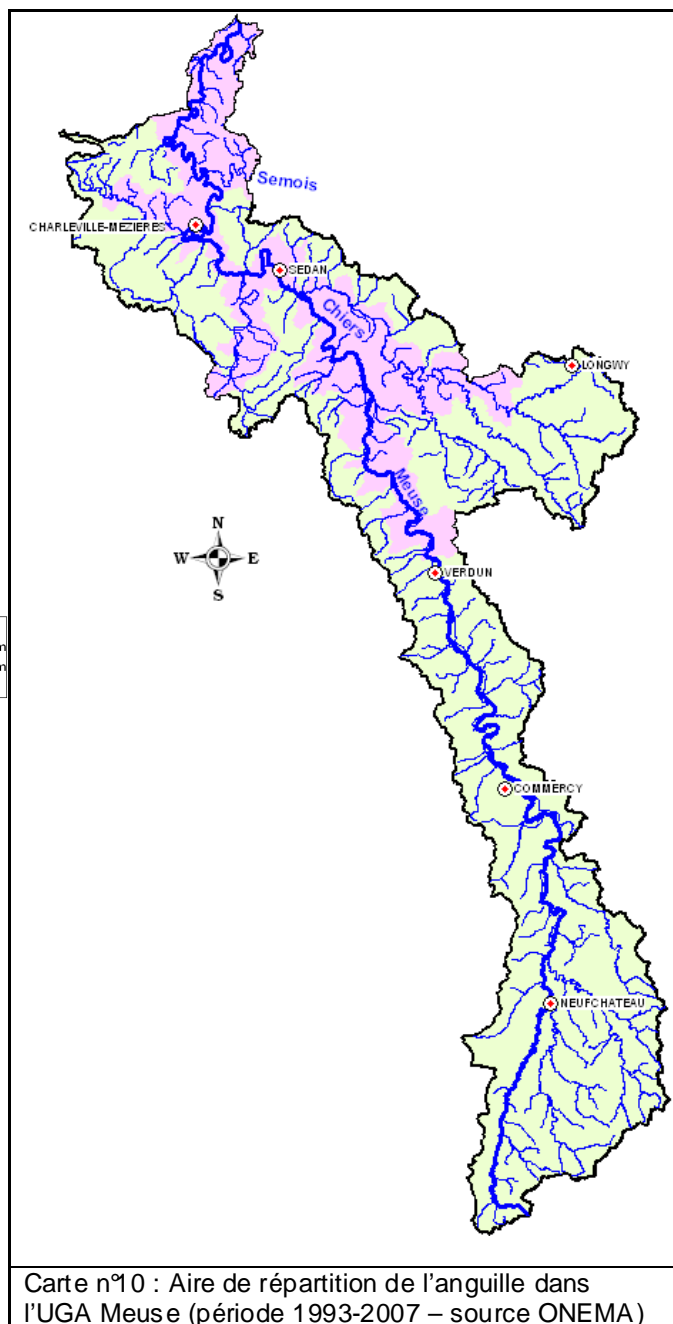 Semois
CHARLEVILLE-MEZIERES
SEDAN
Chiers
LONGWY
Meuse
N
W E
S
VERDUN
COMMERCY
NEUFCHATEAU
Carte n°10 : Aire de répartition de l'anguille dans
l'UGA Meuse (période 1993-2007 – source ONEMA)